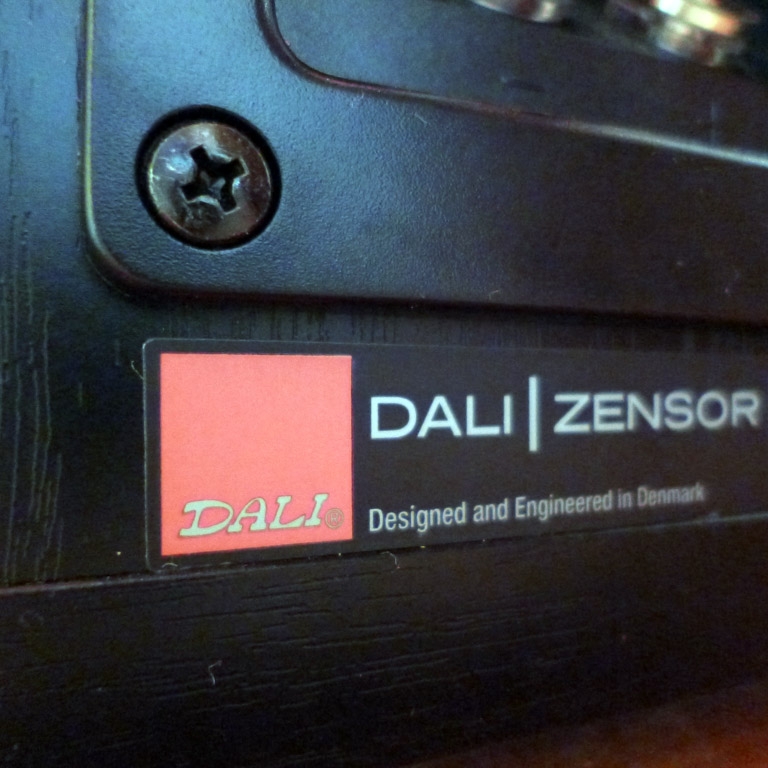 DALI | ZENSOR
DALI®
Designed and Engineered in Denmark